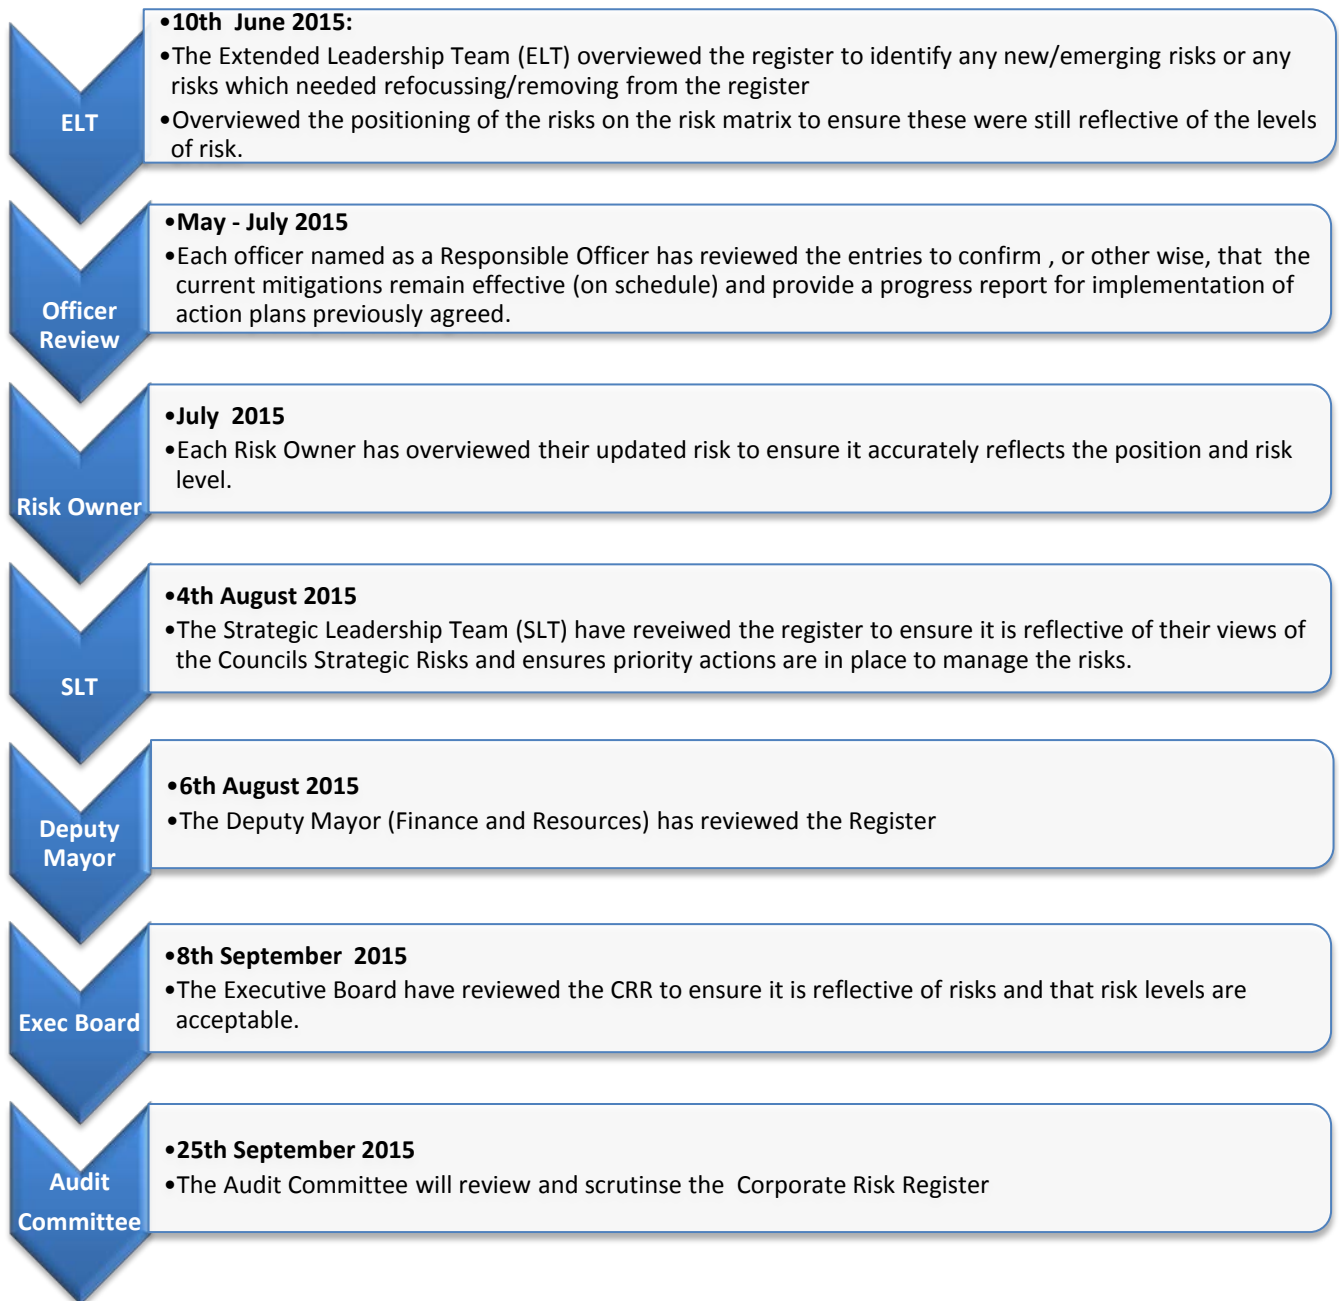 •10th  June 2015:
•The Extended Leadership Team (ELT) overviewed the register to identify any new/emerging risks or any
risks which needed refocussing/removing from the register
•Overviewed the positioning of the risks on the risk matrix to ensure these were still reflective of the levels
of risk.
ELT
•May - July 2015
•Each officer named as a Responsible Officer has reviewed the entries to confirm , or other wise, that  the
current mitigations remain effective (on schedule) and provide a progress report for implementation of
action plans previously agreed.
Officer
Review
•July  2015
•Each Risk Owner has overviewed their updated risk to ensure it accurately reflects the position and risk
level.
Risk Owner
•4th August 2015
•The Strategic Leadership Team (SLT) have reveiwed the register to ensure it is reflective of their views of
the Councils Strategic Risks and ensures priority actions are in place to manage the risks.
SLT
•6th August 2015
•The Deputy Mayor (Finance and Resources) has reviewed the Register
Deputy
Mayor
•8th September  2015
•The Executive Board have reviewed the CRR to ensure it is reflective of risks and that risk levels are
acceptable.
Exec Board
•25th September 2015
•The Audit Committee will review and scrutinse the  Corporate Risk Register
Audit
Committee